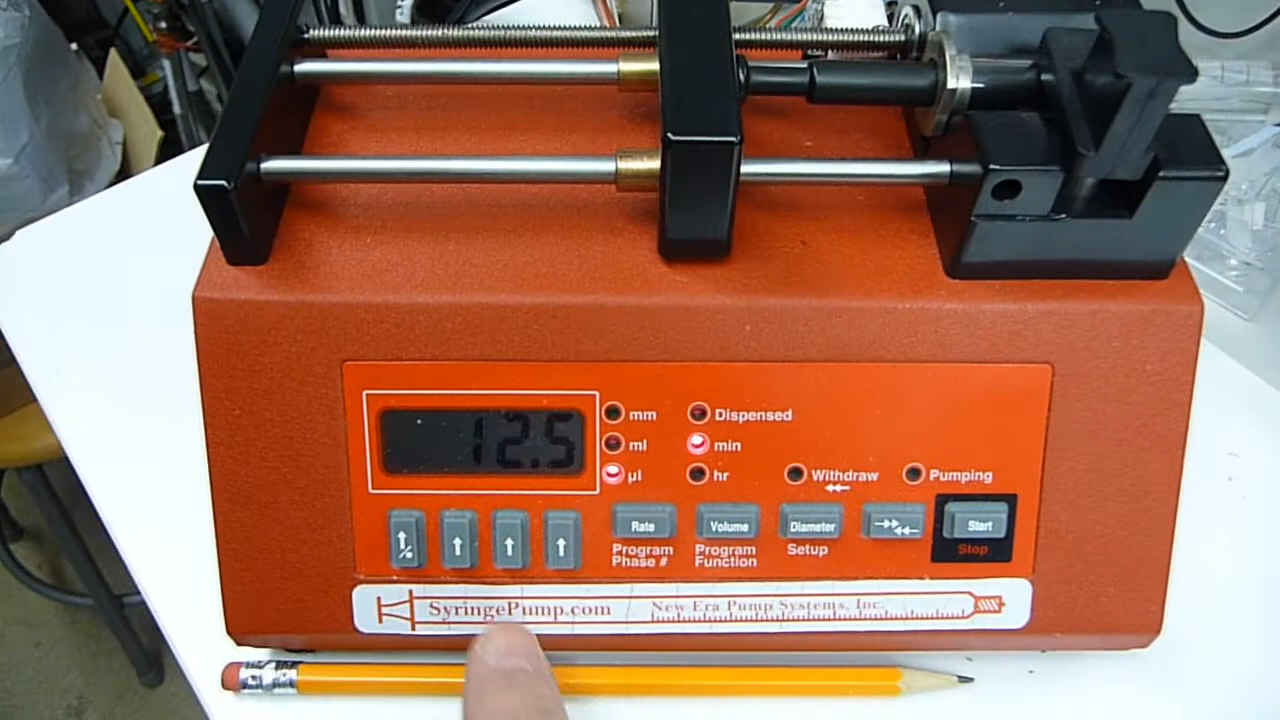 12.5
mm
Dispensed
ml
min
µl
hr
Withdraw
Pumping
Rate
Volume
Diameter
Start
Program
Phase #
Program
Function
Setup
Stop
SyringePump.com
New Era Pump Systems, Inc.